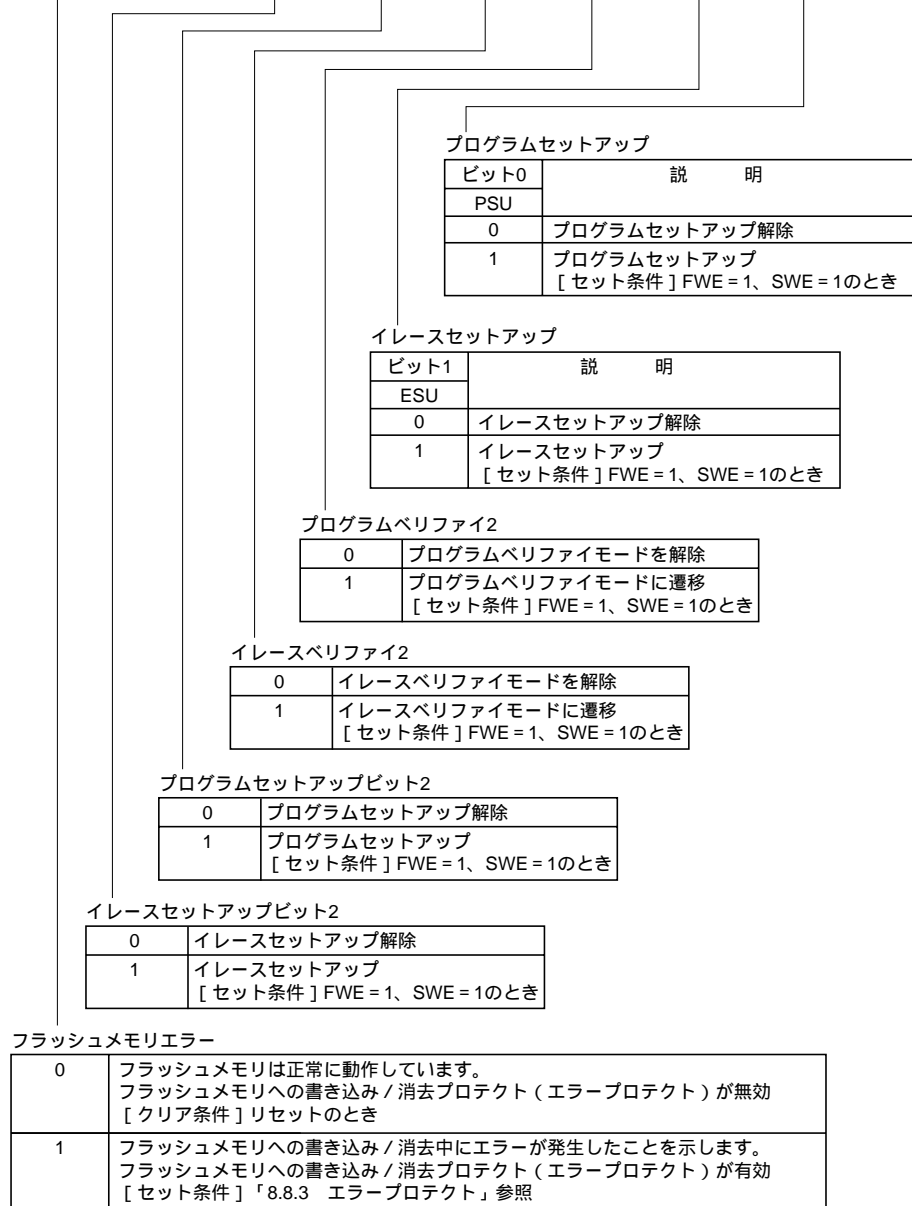 プログラムセットアップ
ビット0 説 明
PSU
0 プログラムセットアップ解除
1 プログラムセットアップ
［セット条件］FWE = 1、SWE = 1のとき
イレースセットアップ
ビット1 説 明
ESU
0 イレースセットアップ解除
1 イレースセットアップ
［セット条件］FWE = 1、SWE = 1のとき
プログラムベリファイ2
0 プログラムベリファイモードを解除
1 プログラムベリファイモードに遷移
［セット条件］FWE = 1、SWE = 1のとき
イレースベリファイ2
0 イレースベリファイモードを解除
1 イレースベリファイモードに遷移
［セット条件］FWE = 1、SWE = 1のとき
プログラムセットアップビット2
0 プログラムセットアップ解除
1 プログラムセットアップ
［セット条件］FWE = 1、SWE = 1のとき
イレースセットアップビット2
0 イレースセットアップ解除
1 イレースセットアップ
［セット条件］FWE = 1、SWE = 1のとき
フラッシュメモリエラー
0 フラッシュメモリは正常に動作しています。
フラッシュメモリへの書き込み / 消去プロテクト（エラープロテクト）が無効
［クリア条件］リセットのとき
1 フラッシュメモリへの書き込み / 消去中にエラーが発生したことを示します。
フラッシュメモリへの書き込み / 消去プロテクト（エラープロテクト）が有効
［セット条件］「8.8.3　エラープロテクト」参照